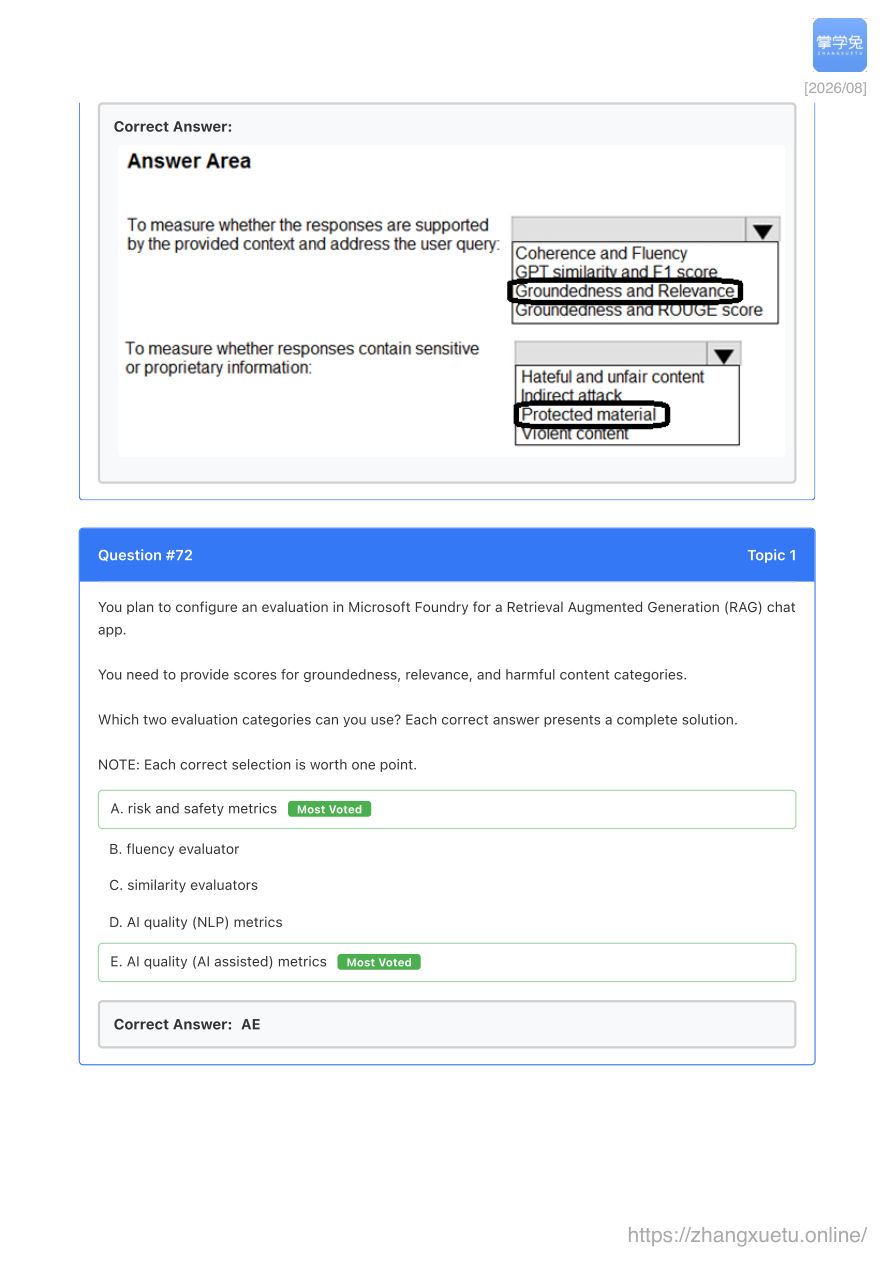 掌学兔
ZHANGXUETU
[2026/08]
Correct Answer:
Answer Area
To measure whether the responses are supported
by the provided context and address the user query:
Coherence and Fluency
GPT similarity and F1 score
Groundedness and Relevance
Groundedness and ROUGE score
To measure whether responses contain sensitive
or proprietary information:
Hateful and unfair content
Indirect attack
Protected material
Violent content
Question #72
Topic 1
You plan to configure an evaluation in Microsoft Foundry for a Retrieval Augmented Generation (RAG) chat
app.
You need to provide scores for groundedness, relevance, and harmful content categories.
Which two evaluation categories can you use? Each correct answer presents a complete solution.
NOTE: Each correct selection is worth one point.
A. risk and safety metrics Most Voted
B. fluency evaluator
C. similarity evaluators
D. AI quality (NLP) metrics
E. AI quality (AI assisted) metrics Most Voted
Correct Answer: AE
https://zhangxuetu.online/